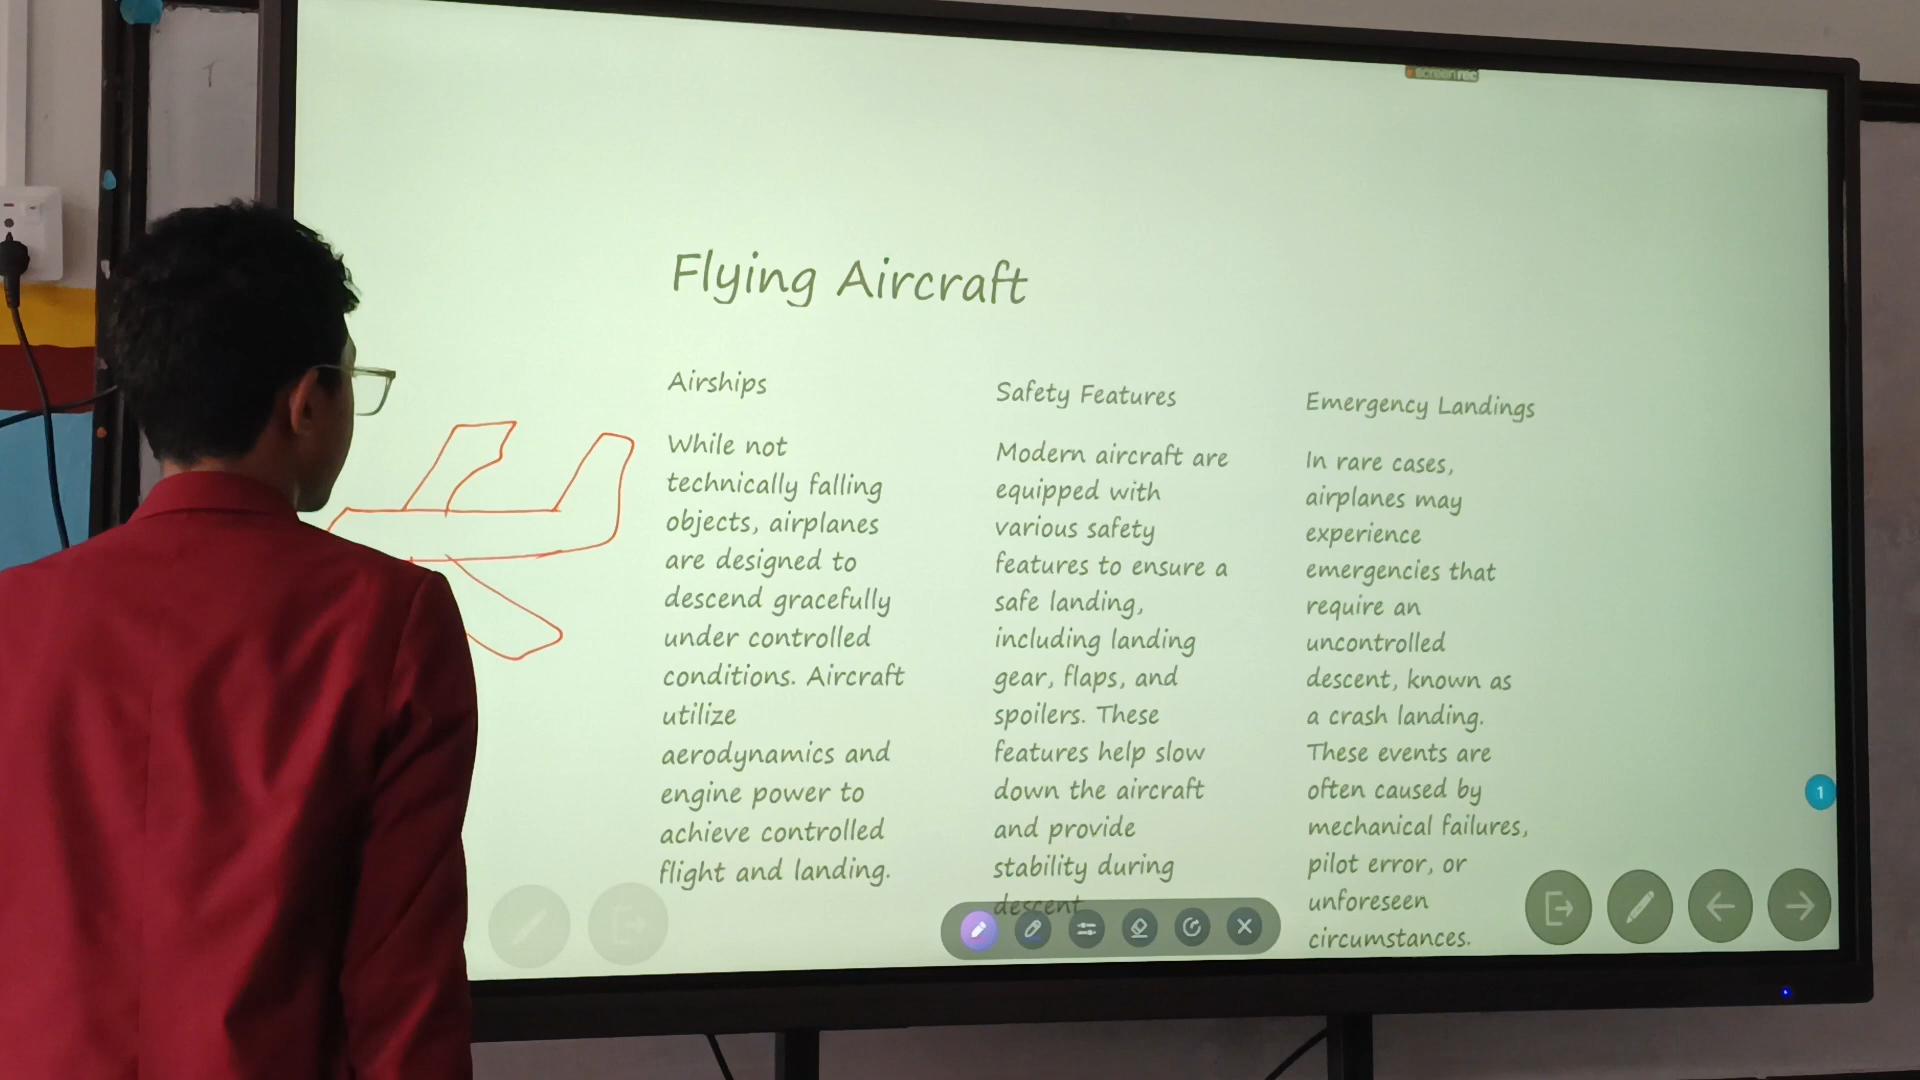 screenrec
Flying Aircraft
Airships
While not
technically falling
objects, airplanes
are designed to
descend gracefully
under controlled
conditions. Aircraft
utilize
aerodynamics and
engine power to
achieve controlled
flight and landing.
Safety Features
Modern aircraft are
equipped with
various safety
features to ensure a
safe landing,
including landing
gear, flaps, and
spoilers. These
features help slow
down the aircraft
and provide
stability during
descent
Emergency Landings
In rare cases,
airplanes may
experience
emergencies that
require an
uncontrolled
descent, known as
a crash landing.
These events are
often caused by
mechanical failures,
pilot error, or
unforeseen
circumstances.
1